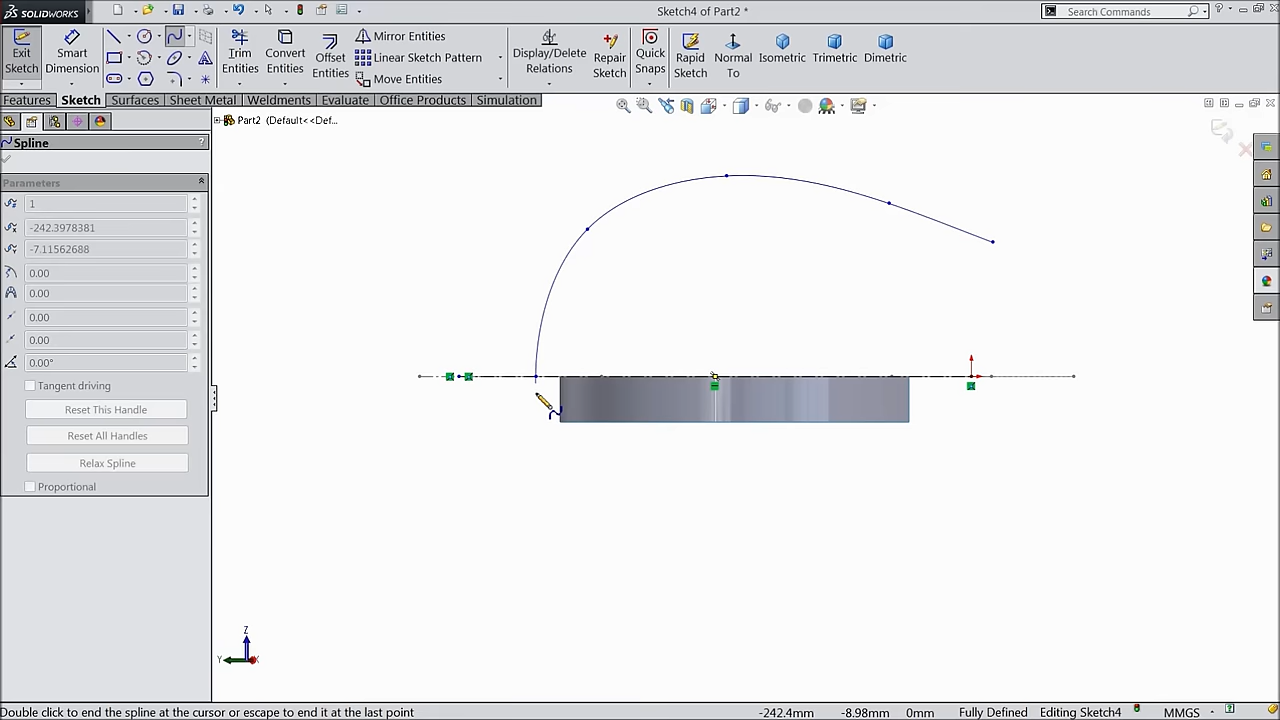 SOLIDWORKS
Sketch4 of Part2 *
Search Commands
Exit Sketch
Smart Dimension
Trim Entities
Convert Entities
Offset Entities
Mirror Entities
Linear Sketch Pattern
Move Entities
Display/Delete Relations
Repair Sketch
Quick Snaps
Rapid Sketch
Normal To
Isometric
Trimetric
Dimetric
Features
Sketch
Surfaces
Sheet Metal
Weldments
Evaluate
Office Products
Simulation
Part2 (Default<<Def...
Spline
?
Parameters
1
-242.3978381
-7.11562688
0.00
0.00
0.00
0.00
0.00°
Tangent driving
Reset This Handle
Reset All Handles
Relax Spline
Proportional
Z
Y
X
Double click to end the spline at the cursor or escape to end it at the last point
-242.4mm
-8.98mm
0mm
Fully Defined
Editing Sketch4
MMGS